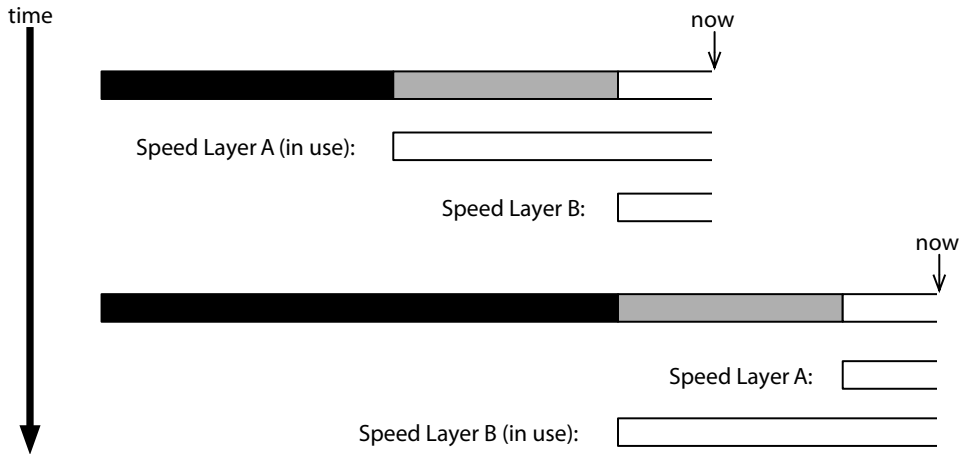 time
now
Speed Layer A (in use):
Speed Layer B:
now
Speed Layer A:
Speed Layer B (in use):